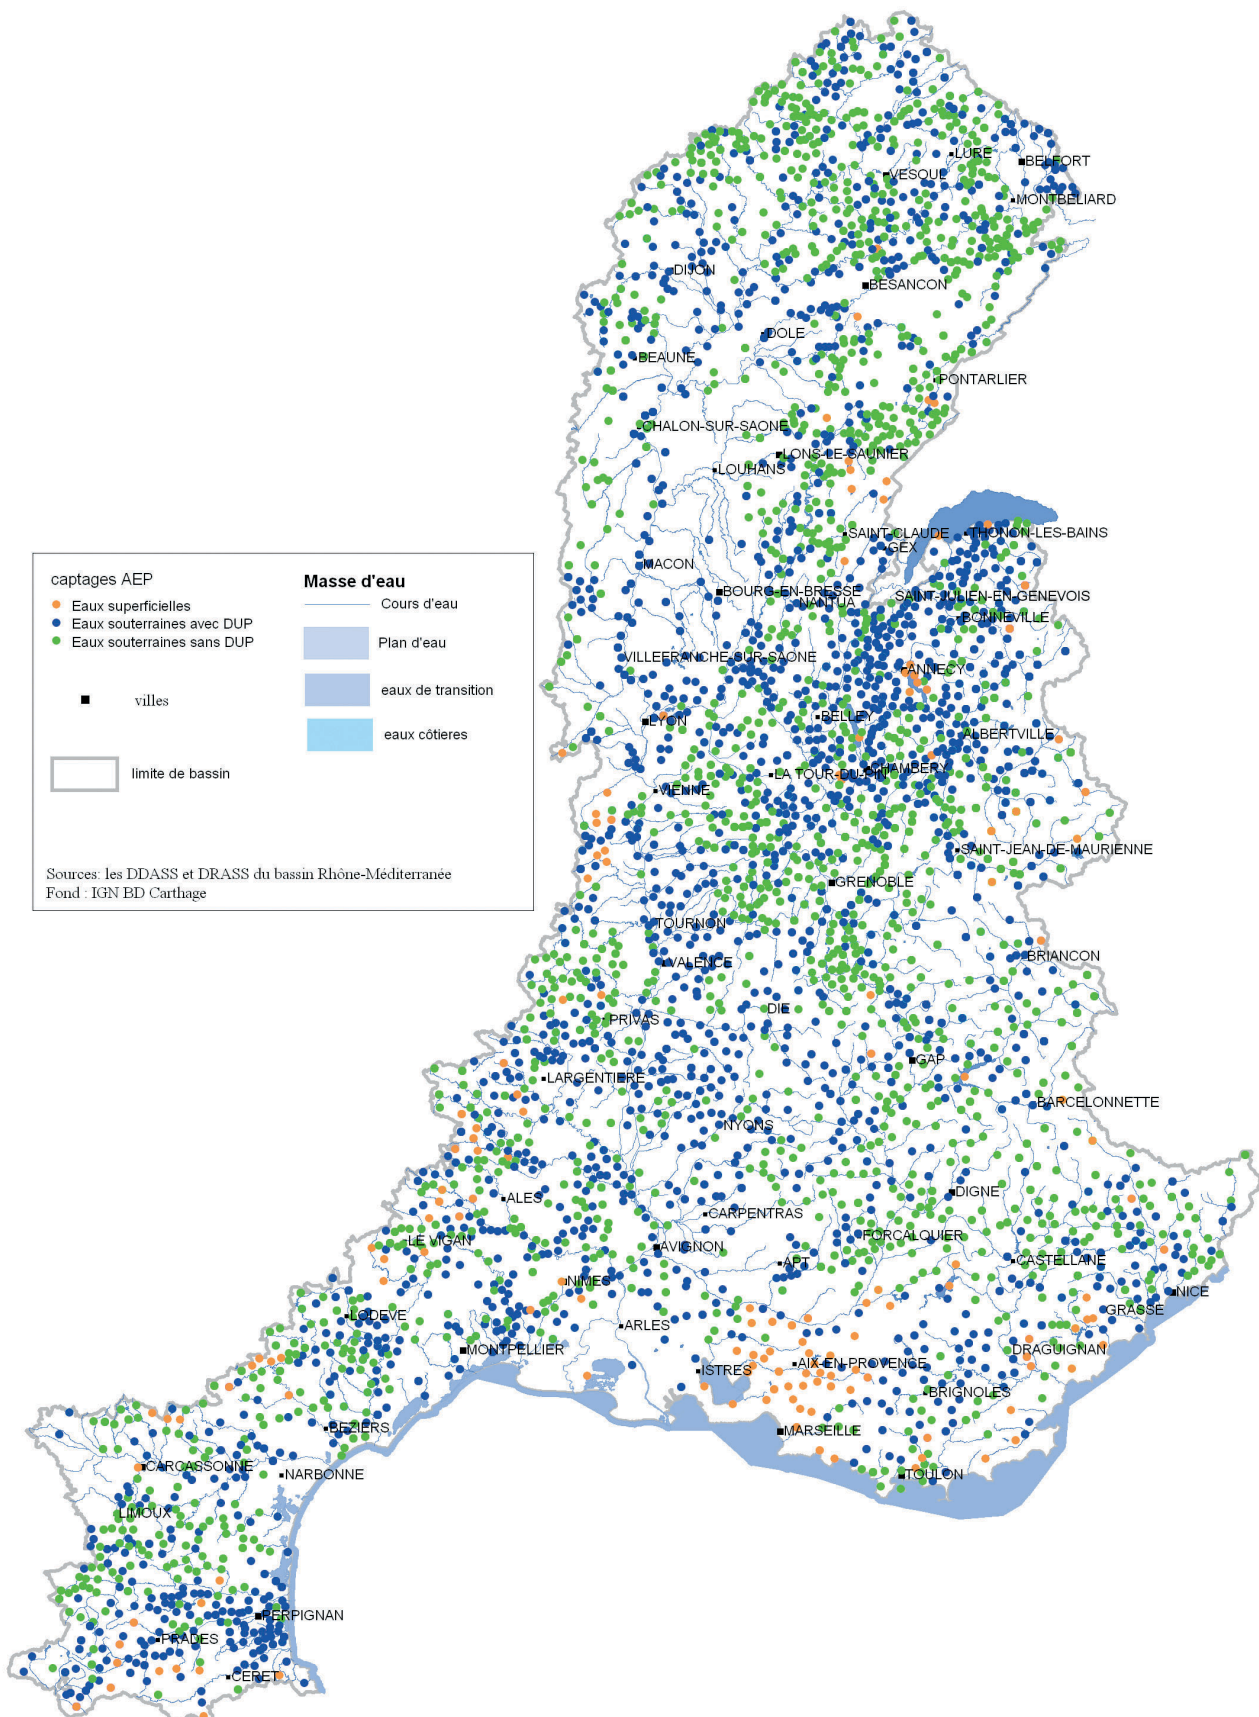 LURE
BELFORT
VESOUL
MONTBELIARD
DIJON
BESANCON
DOLE
BEAUNE
PONTARLIER
CHALON-SUR-SAONE
LONS-LE-SAUNIER
LOUHANS
SAINT-CLAUDE
THONON-LES-BAINS
GEX
captages AEP
Eaux superficielles
Eaux souterraines avec DUP
Eaux souterraines sans DUP
villes
limite de bassin
Masse d'eau
Cours d'eau
Plan d'eau
eaux de transition
eaux côtieres
Sources: les DDASS et DRASS du bassin Rhône-Méditerranée
Fond : IGN BD Carthage
MACON
BOURG-EN-BRESSE
NANTUA
SAINT-JULIEN-EN-GENEVOIS
BONNEVILLE
VILLEFRANCHE-SUR-SAONE
ANNECY
LYON
BELLEY
ALBERTVILLE
LA TOUR-DU-PIN
CHAMBERY
VIENNE
SAINT-JEAN-DE-MAURIENNE
GRENOBLE
TOURNON
VALENCE
BRIANCON
DIE
PRIVAS
GAP
LARGENTIERE
BARCELONNETTE
NYONS
ALES
DIGNE
CARPENTRAS
LE VIGAN
AVIGNON
FORCALQUIER
APT
CASTELLANE
NIMES
NICE
LODEVE
GRASSE
ARLES
MONTPELLIER
DRAGUIGNAN
ISTRES
AIX-EN-PROVENCE
BRIGNOLES
BEZIERS
MARSEILLE
CARCASSONNE
NARBONNE
TOULON
LIMOUX
PERPIGNAN
PRADES
CERET